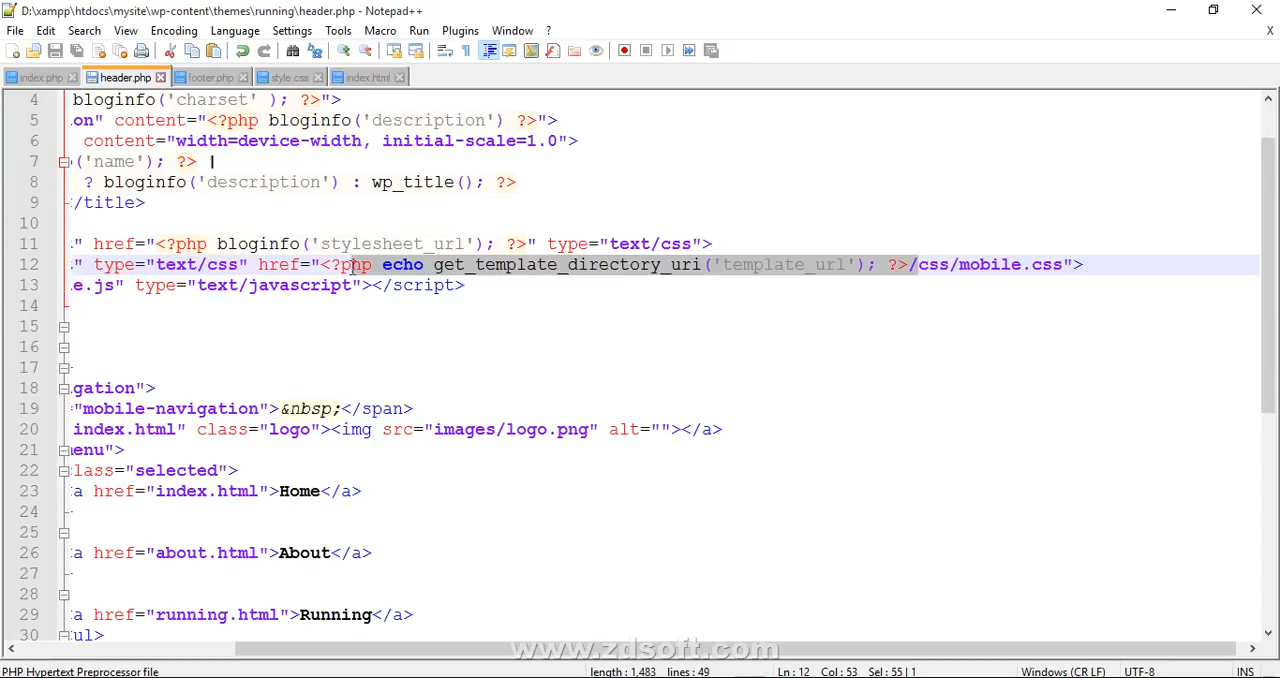 D:\xampp\htdocs\mysite\wp-content\themes\running\header.php - Notepad++
File Edit Search View Encoding Language Settings Tools Macro Run Plugins Window ?
X
index.php header.php footer.php style.css index.html
4 bloginfo('charset' ); ?>">
5 on" content="<?php bloginfo('description') ?>">
6 content="width=device-width, initial-scale=1.0">
7 ('name'); ?> |
8 ? bloginfo('description') : wp_title(); ?>
9 /title>
10
11 " href="<?php bloginfo('stylesheet_url'); ?>" type="text/css">
12 " type="text/css" href="<?php echo get_template_directory_uri('template_url'); ?>/css/mobile.css">
13 e.js" type="text/javascript"></script>
14
15
16
17
18 gation">
19 "mobile-navigation">&nbsp;</span>
20 index.html" class="logo"><img src="images/logo.png" alt=""></a>
21 enu">
22 class="selected">
23 a href="index.html">Home</a>
24
25
26 a href="about.html">About</a>
27
28
29 a href="running.html">Running</a>
30 ul>
www.zdsoft.com
PHP Hypertext Preprocessor file length : 1,483 lines : 49 Ln : 12 Col : 53 Sel : 55 | 1 Windows (CR LF) UTF-8 INS